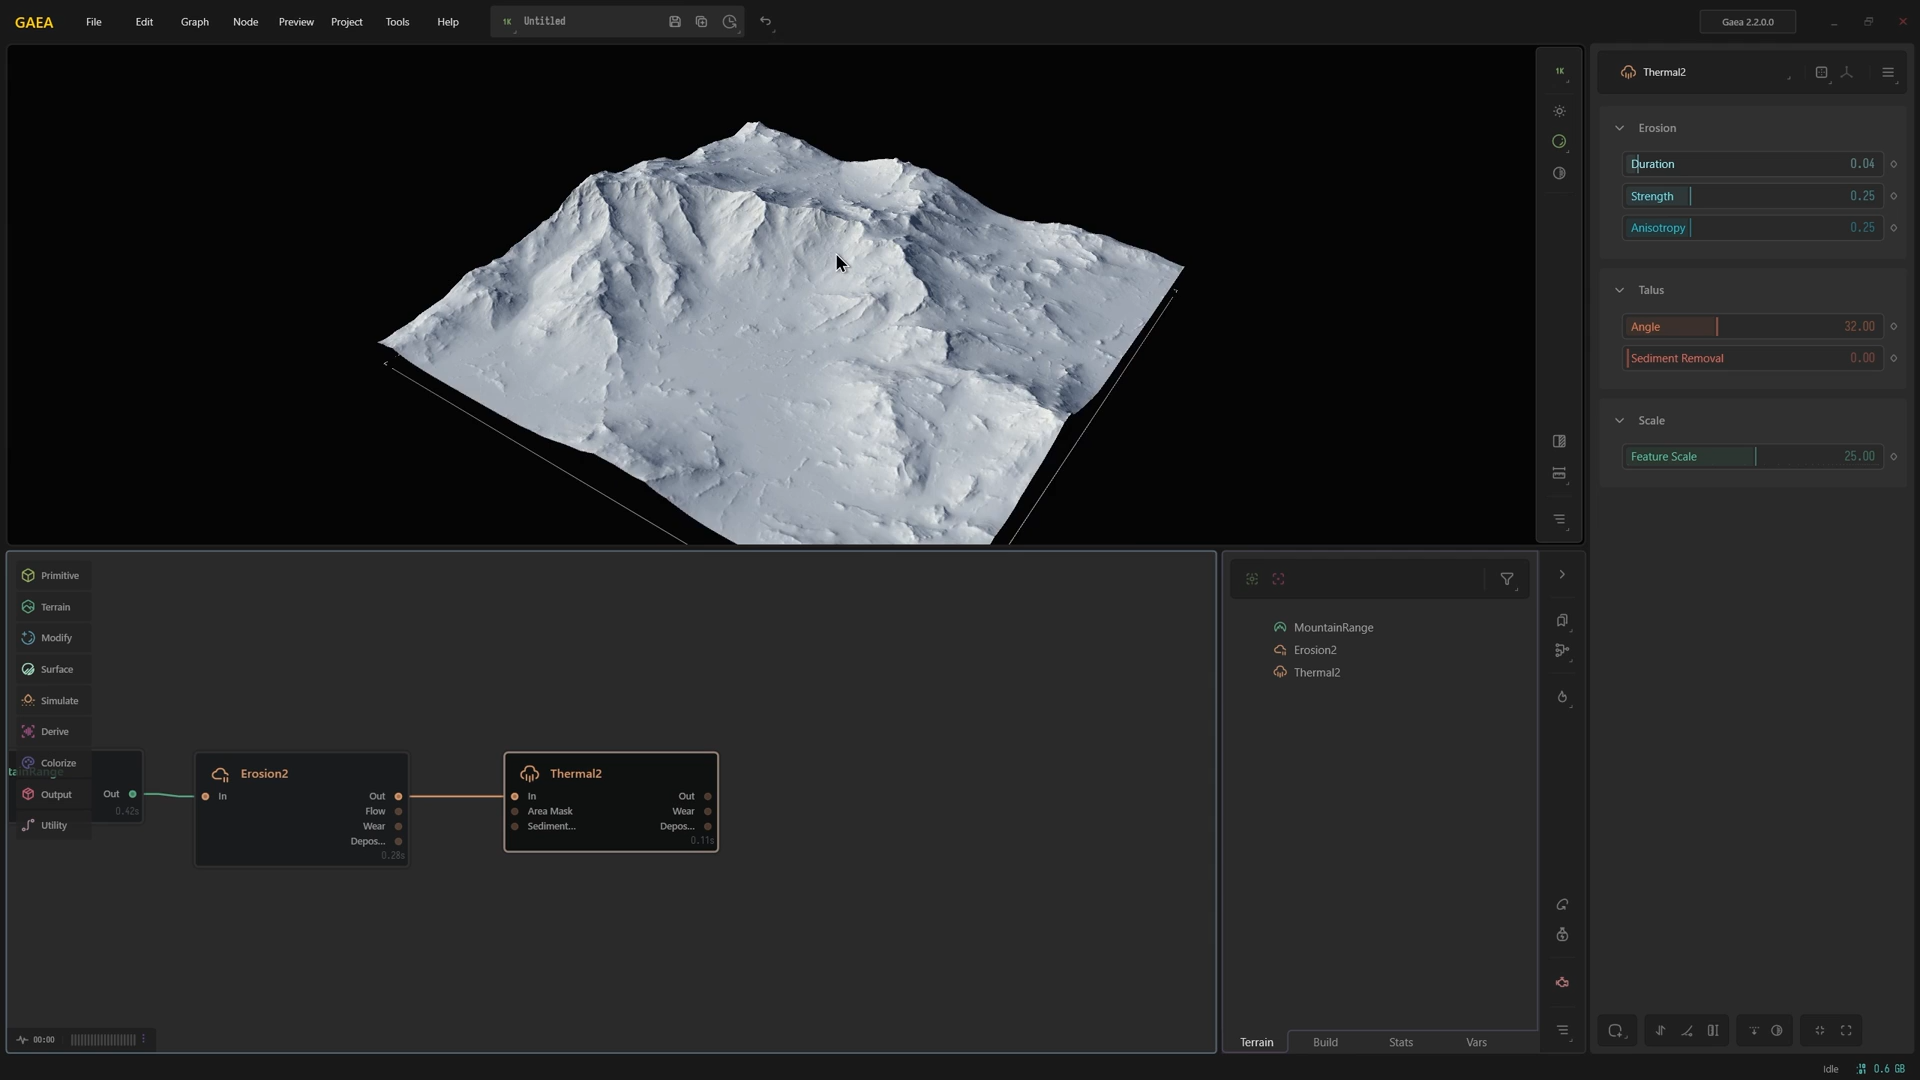 GAEA File Edit Graph Node Preview Project Tools Help 1K Untitled Gaea 2.2.0.0
1K
Thermal2
Erosion
Duration 0.04
Strength 0.25
Anisotropy 0.25
Talus
Angle 32.00
Sediment Removal 0.00
Scale
Feature Scale 25.00
Primitive
Terrain
Modify
Surface
Simulate
Derive
Colorize
Output
Utility
tainRange
Out
0.42s
Erosion2
In Out
Flow
Wear
Depos...
0.28s
Thermal2
In Out
Area Mask Wear
Sediment... Depos...
0.11s
00:00
MountainRange
Erosion2
Thermal2
Terrain Build Stats Vars
Idle 0.6 GB